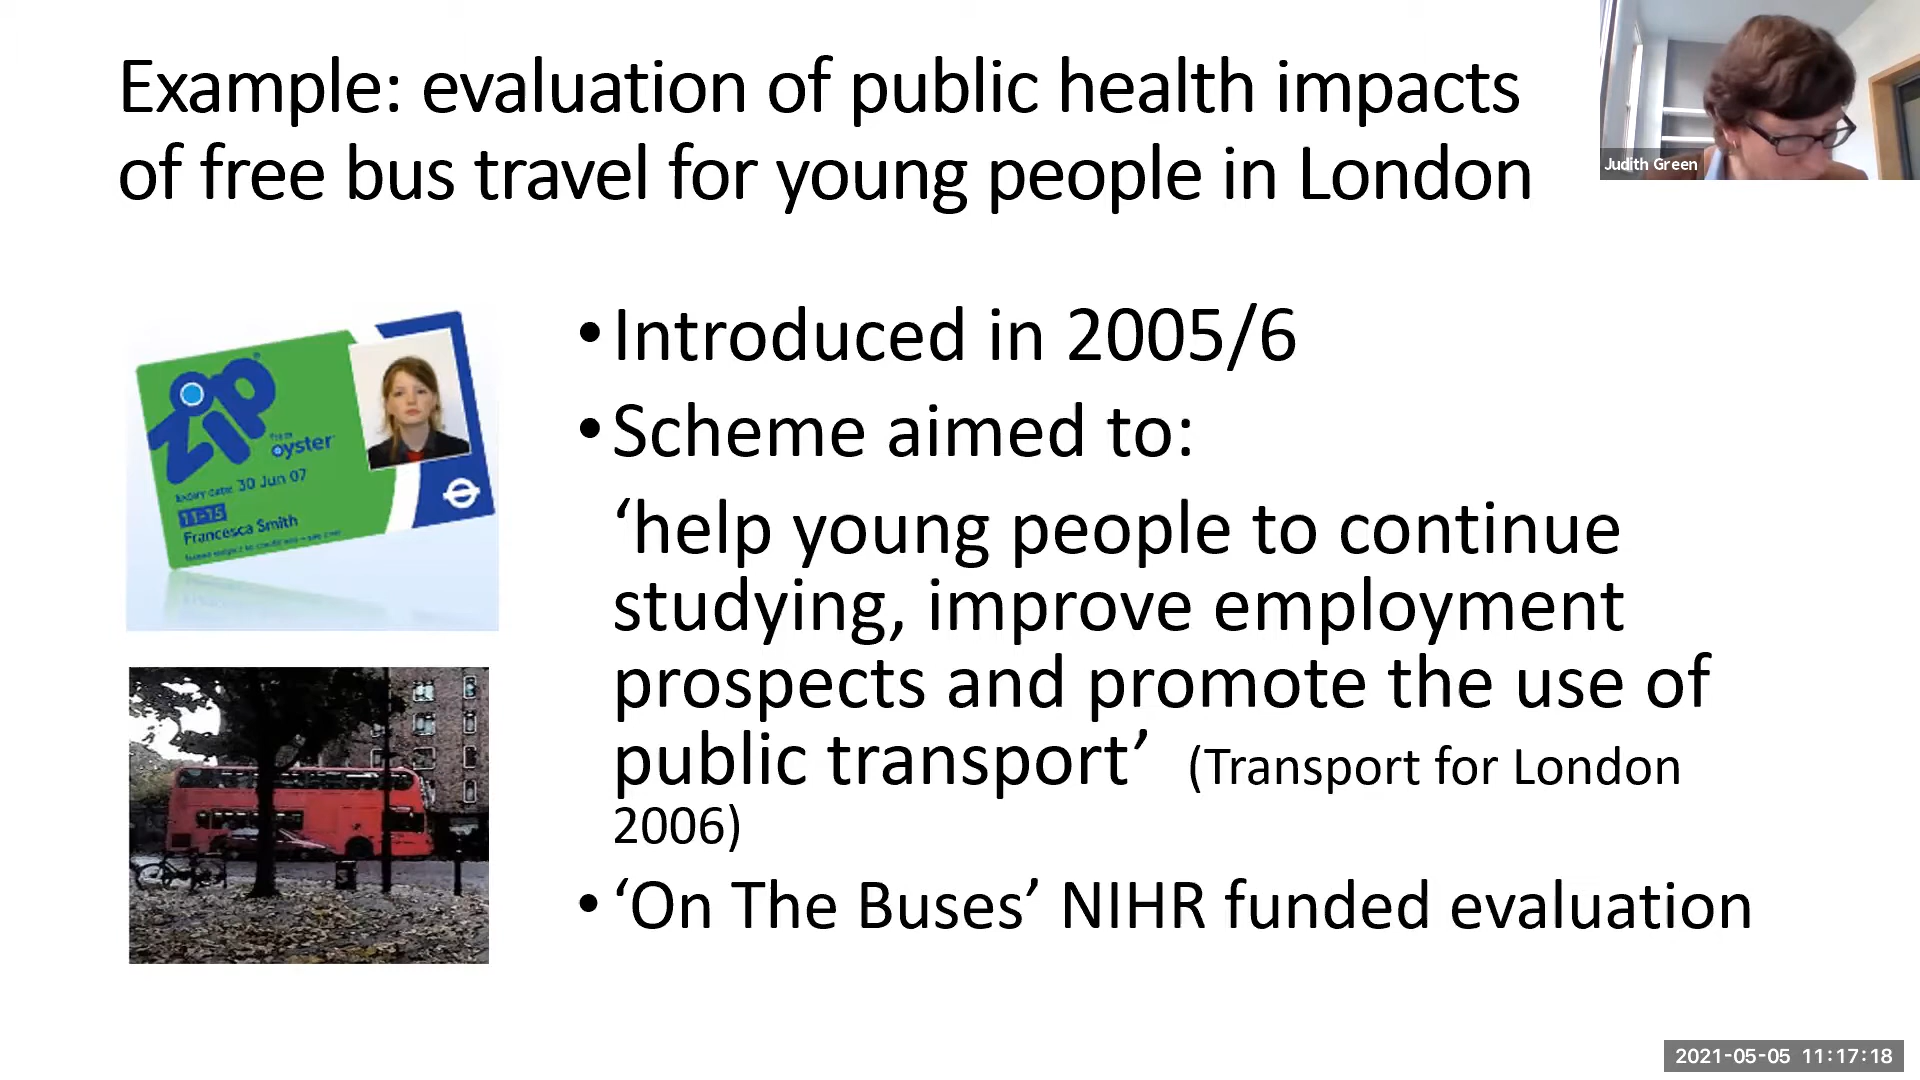 Example: evaluation of public health impacts
of free bus travel for young people in London
Judith Green
zip
from
oyster
EXPIRY DATE: 30 Jun 07
11-15
Francesca Smith
•Introduced in 2005/6
•Scheme aimed to:
‘help young people to continue
studying, improve employment
prospects and promote the use of
public transport’ (Transport for London
2006)
•‘On The Buses’ NIHR funded evaluation
2021-05-05 11:17:18